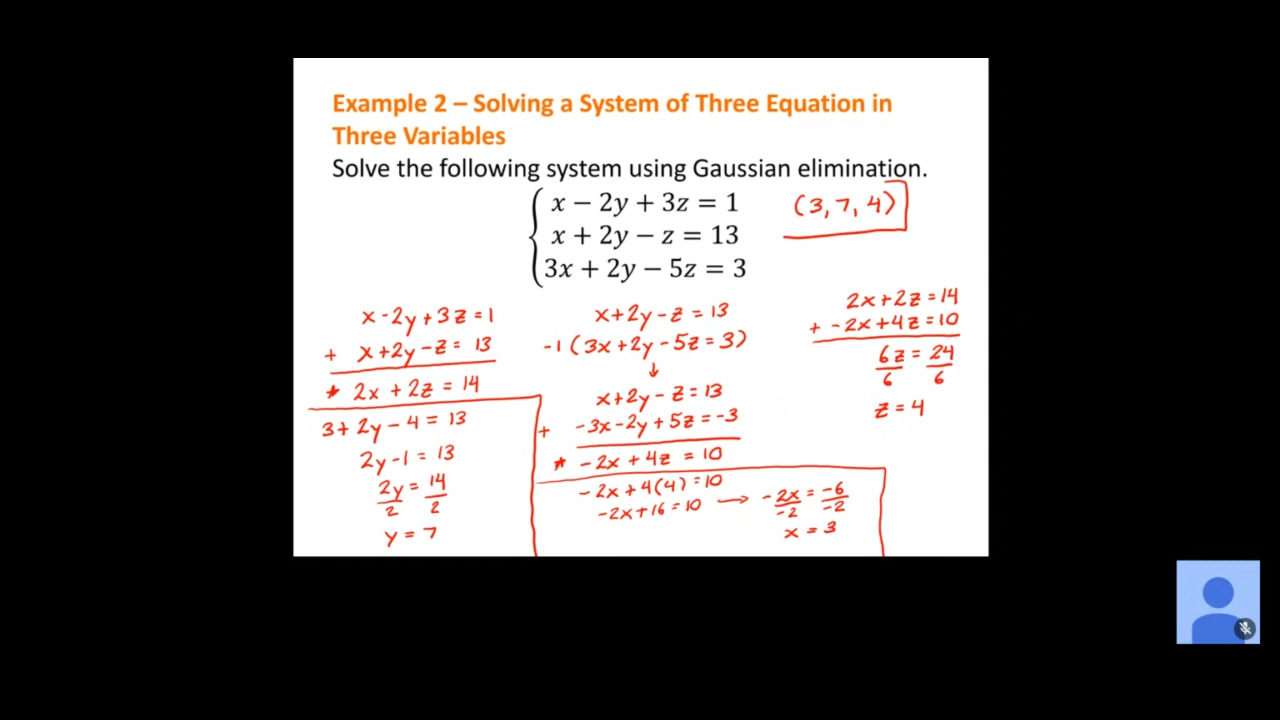 Example 2 – Solving a System of Three Equation in
Three Variables
Solve the following system using Gaussian elimination.
x − 2y + 3z = 1
x + 2y − z = 13
3x + 2y − 5z = 3
(3, 7, 4)
x - 2y + 3z = 1
+ x + 2y - z = 13
* 2x + 2z = 14
3 + 2y - 4 = 13
2y - 1 = 13
2y = 14
2 2
y = 7
x + 2y - z = 13
-1 (3x + 2y - 5z = 3)
↓
x + 2y - z = 13
+ -3x - 2y + 5z = -3
* -2x + 4z = 10
-2x + 4(4) = 10
-2x + 16 = 10 → -2x = -6
-2 -2
x = 3
2x + 2z = 14
+ -2x + 4z = 10
6z = 24
6 6
z = 4